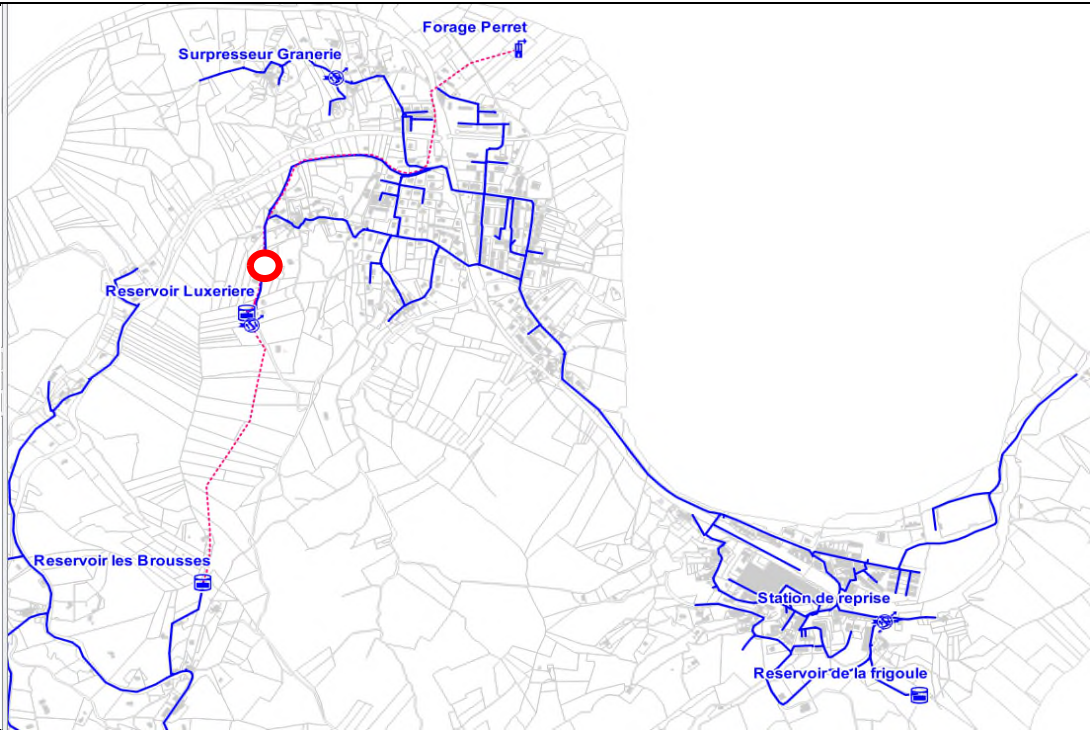 Forage Perret
Surpresseur Granerie
Reservoir Luxeriere
Reservoir les Brousses
Station de reprise
Reservoir de la frigoule